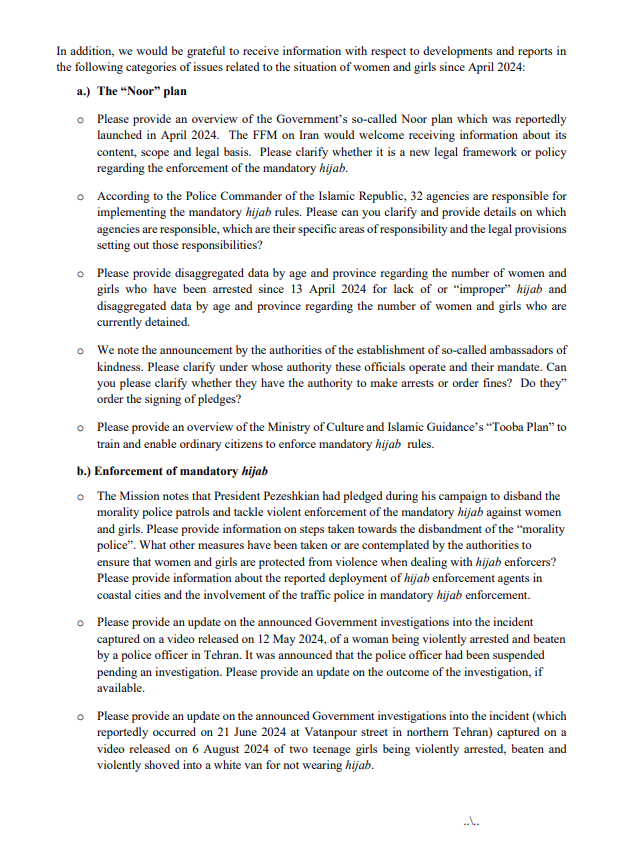 In addition, we would be grateful to receive information with respect to developments and reports in
the following categories of issues related to the situation of women and girls since April 2024:
a.) The “Noor” plan
o Please provide an overview of the Government’s so-called Noor plan which was reportedly
launched in April 2024. The FFM on Iran would welcome receiving information about its
content, scope and legal basis. Please clarify whether it is a new legal framework or policy
regarding the enforcement of the mandatory hijab.
o According to the Police Commander of the Islamic Republic, 32 agencies are responsible for
implementing the mandatory hijab rules. Please can you clarify and provide details on which
agencies are responsible, which are their specific areas of responsibility and the legal provisions
setting out those responsibilities?
o Please provide disaggregated data by age and province regarding the number of women and
girls who have been arrested since 13 April 2024 for lack of or “improper” hijab and
disaggregated data by age and province regarding the number of women and girls who are
currently detained.
o We note the announcement by the authorities of the establishment of so-called ambassadors of
kindness. Please clarify under whose authority these officials operate and their mandate. Can
you please clarify whether they have the authority to make arrests or order fines? Do they”
order the signing of pledges?
o Please provide an overview of the Ministry of Culture and Islamic Guidance’s “Tooba Plan” to
train and enable ordinary citizens to enforce mandatory hijab rules.
b.) Enforcement of mandatory hijab
o The Mission notes that President Pezeshkian had pledged during his campaign to disband the
morality police patrols and tackle violent enforcement of the mandatory hijab against women
and girls. Please provide information on steps taken towards the disbandment of the “morality
police”. What other measures have been taken or are contemplated by the authorities to
ensure that women and girls are protected from violence when dealing with hijab enforcers?
Please provide information about the reported deployment of hijab enforcement agents in
coastal cities and the involvement of the traffic police in mandatory hijab enforcement.
o Please provide an update on the announced Government investigations into the incident
captured on a video released on 12 May 2024, of a woman being violently arrested and beaten
by a police officer in Tehran. It was announced that the police officer had been suspended
pending an investigation. Please provide an update on the outcome of the investigation, if
available.
o Please provide an update on the announced Government investigations into the incident (which
reportedly occurred on 21 June 2024 at Vatanpour street in northern Tehran) captured on a
video released on 6 August 2024 of two teenage girls being violently arrested, beaten and
violently shoved into a white van for not wearing hijab.
..\..